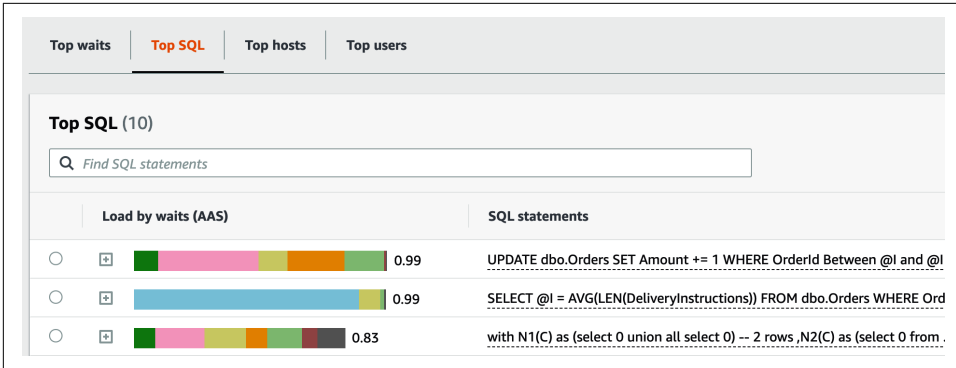 Top waits Top SQL Top hosts Top users
Top SQL (10)
Find SQL statements
Load by waits (AAS) SQL statements
0.99 UPDATE dbo.Orders SET Amount += 1 WHERE OrderId Between @I and @I
0.99 SELECT @I = AVG(LEN(DeliveryInstructions)) FROM dbo.Orders WHERE Ord
0.83 with N1(C) as (select 0 union all select 0) -- 2 rows ,N2(C) as (select 0 from .